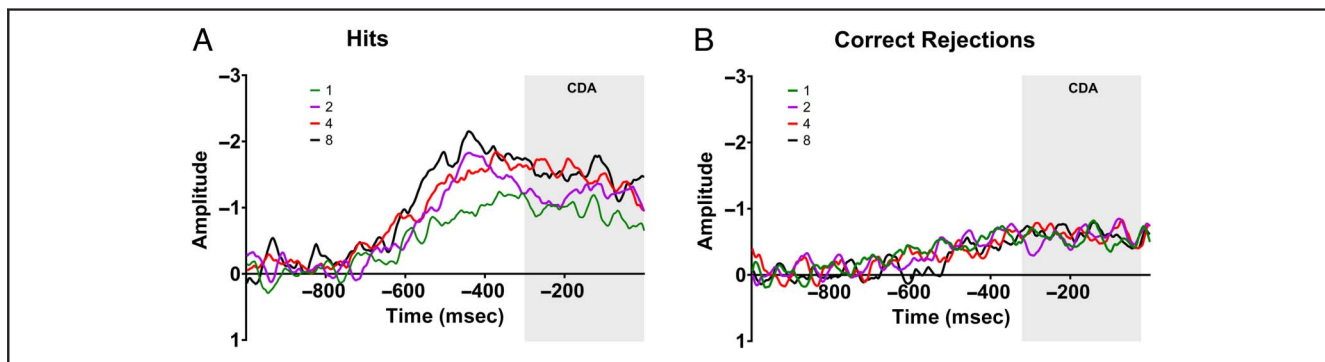 A
Hits
–3
–2
–1
0
1
Amplitude
1
2
4
8
CDA
–800
–600
–400
–200
Time (msec)
B
Correct Rejections
–3
–2
–1
0
1
Amplitude
1
2
4
8
CDA
–800
–600
–400
–200
Time (msec)